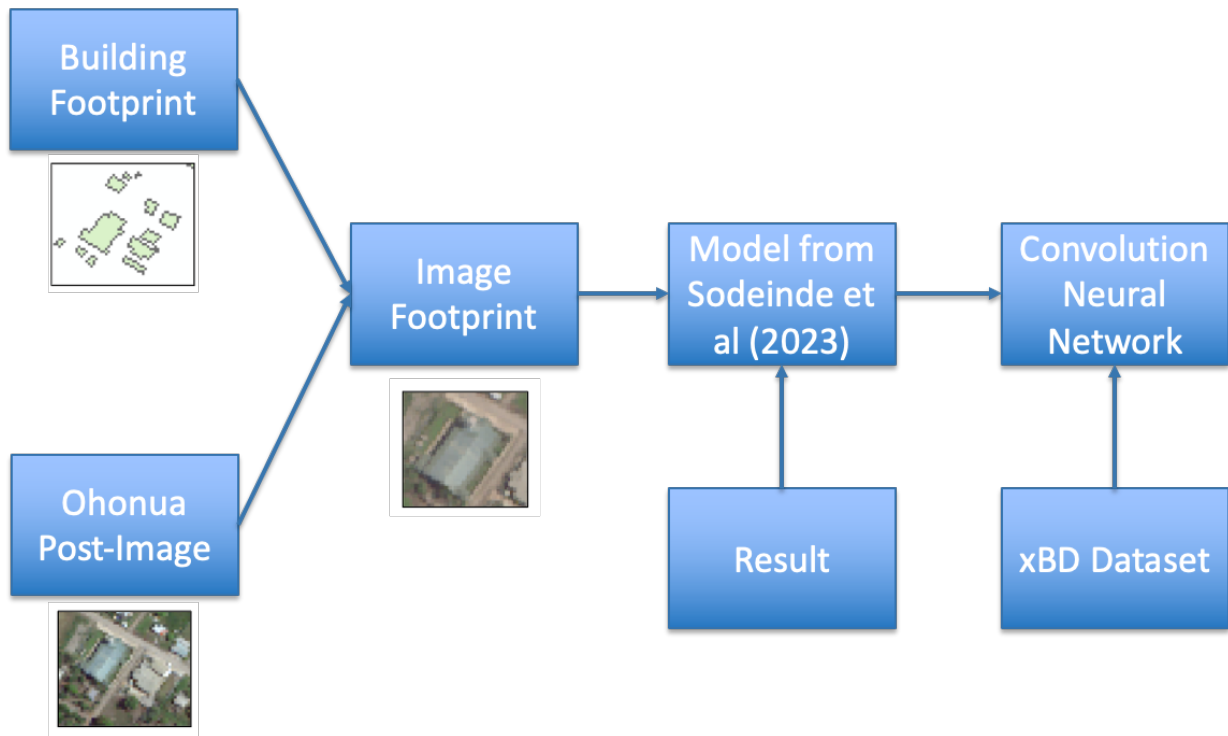 Building
Footprint
Ohonua
Post-Image
Image
Footprint
Model from
Sodeinde et
al (2023)
Convolution
Neural
Network
Result
xBD Dataset